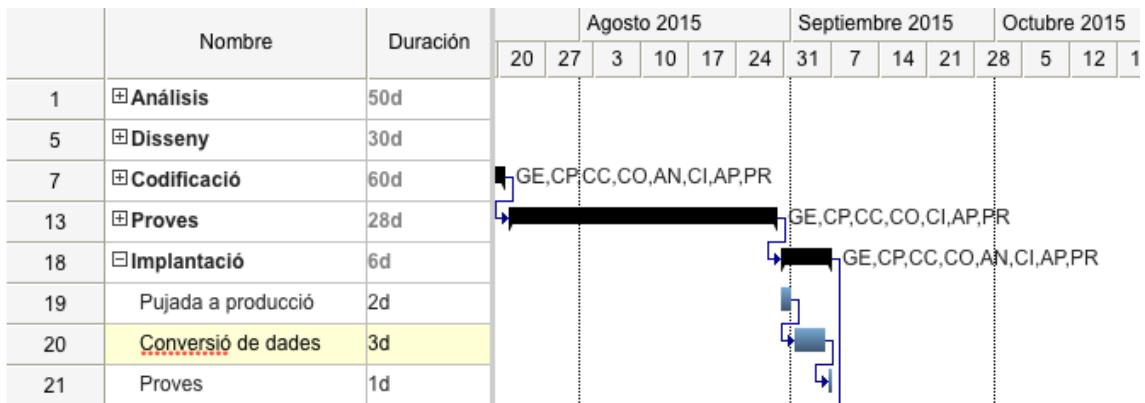 Nombre Duración Agosto 2015 Septiembre 2015 Octubre 2015
20 27 3 10 17 24 31 7 14 21 28 5 12 1
1 Análisis 50d
5 Disseny 30d
7 Codificació 60d GE,CP,CC,CO,AN,CI,AP,PR
13 Proves 28d GE,CP,CC,CO,CI,AP,PR
18 Implantació 6d GE,CP,CC,CO,AN,CI,AP,PR
19 Pujada a producció 2d
20 Conversió de dades 3d
21 Proves 1d